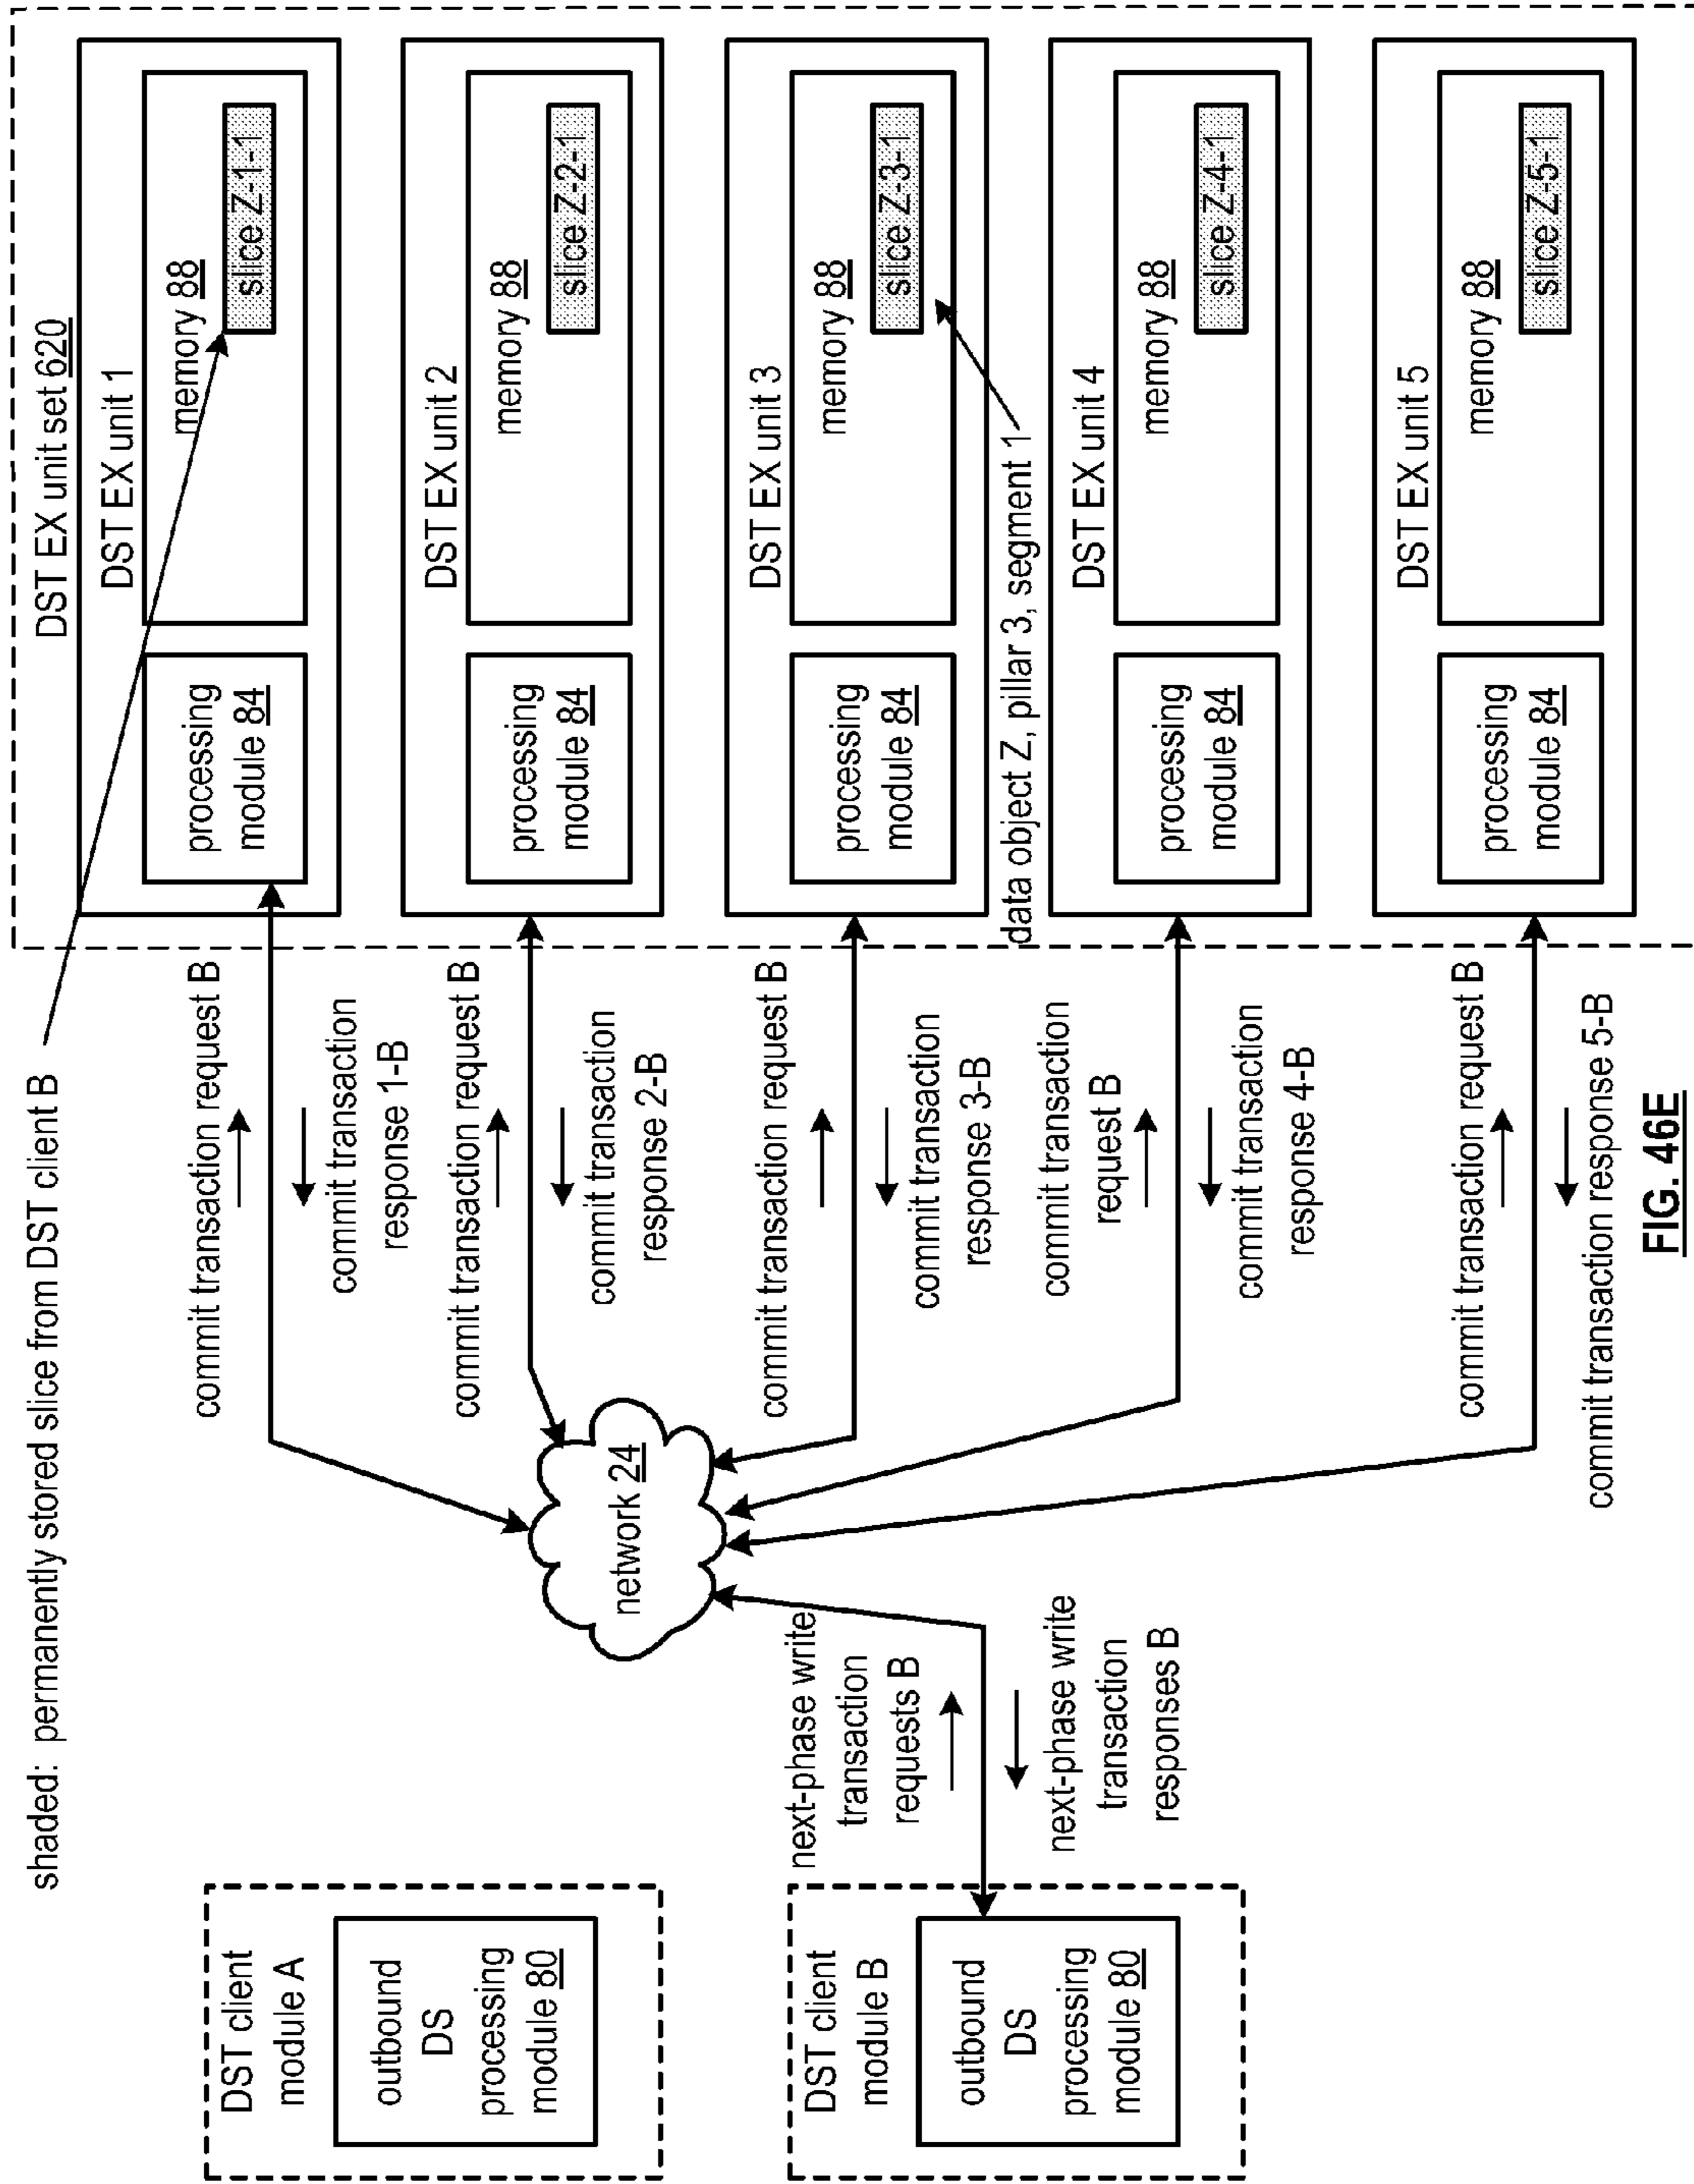 shaded:  permanently stored slice from DST client B
DST client
module A
outbound
DS
processing
module 80
DST client
module B
outbound
DS
processing
module 80
next-phase write
transaction
requests B
next-phase write
transaction
responses B
network 24
commit transaction request B
commit transaction
response 1-B
commit transaction request B
commit transaction
response 2-B
commit transaction request B
commit transaction
response 3-B
commit transaction
request B
commit transaction
response 4-B
commit transaction request B
commit transaction response 5-B
DST EX unit set 620
DST EX unit 1
processing
module 84
memory 88
slice Z-1-1
DST EX unit 2
processing
module 84
memory 88
slice Z-2-1
DST EX unit 3
processing
module 84
memory 88
slice Z-3-1
data object Z, pillar 3, segment 1
DST EX unit 4
processing
module 84
memory 88
slice Z-4-1
DST EX unit 5
processing
module 84
memory 88
slice Z-5-1
FIG. 46E